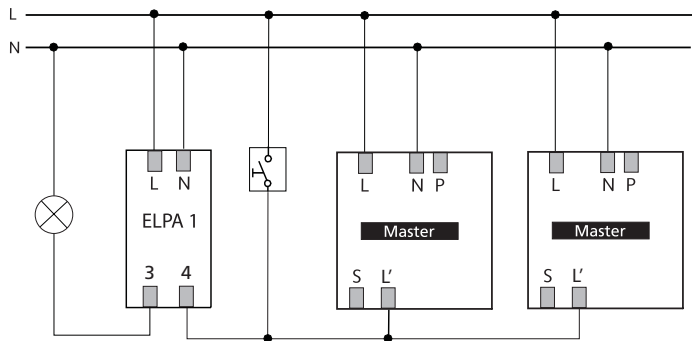 L
N
L N
ELPA 1
3 4
L N P
Master
S L’
L N P
Master
S L’